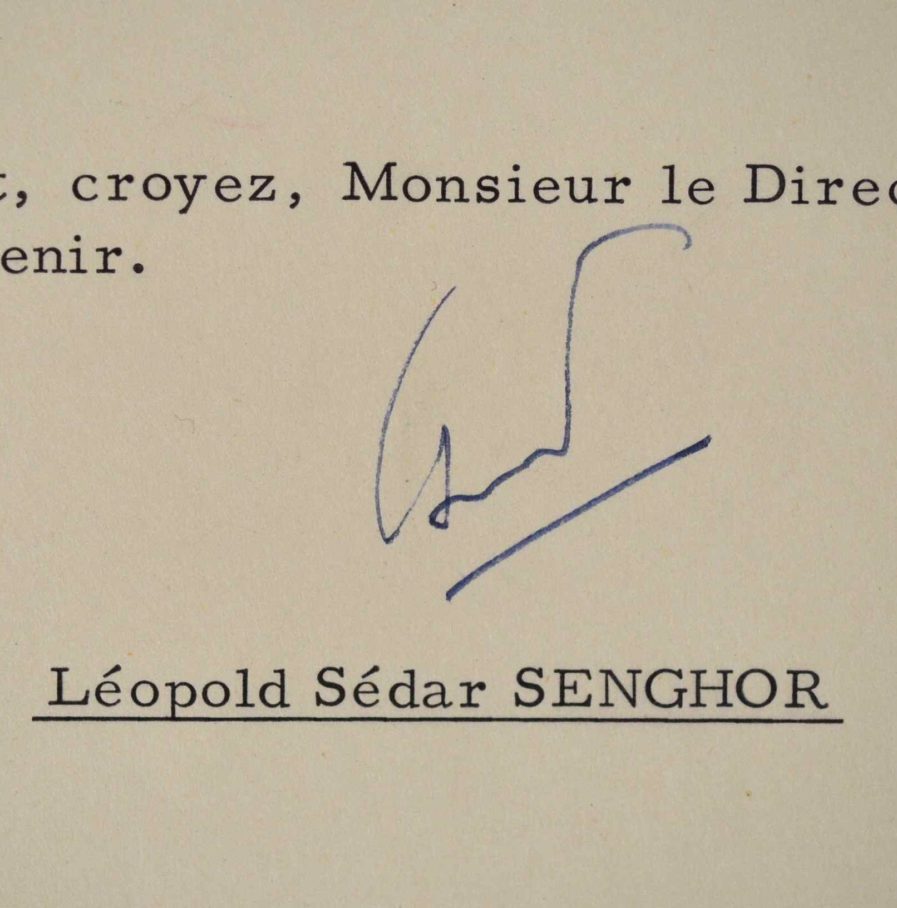 t, croyez, Monsieur le Direc
enir.
Léopold Sédar SENGHOR